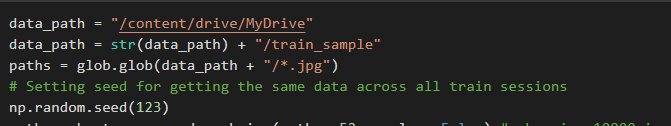 data_path = "/content/drive/MyDrive"
data_path = str(data_path) + "/train_sample"
paths = glob.glob(data_path + "/*.jpg")
# Setting seed for getting the same data across all train sessions
np.random.seed(123)